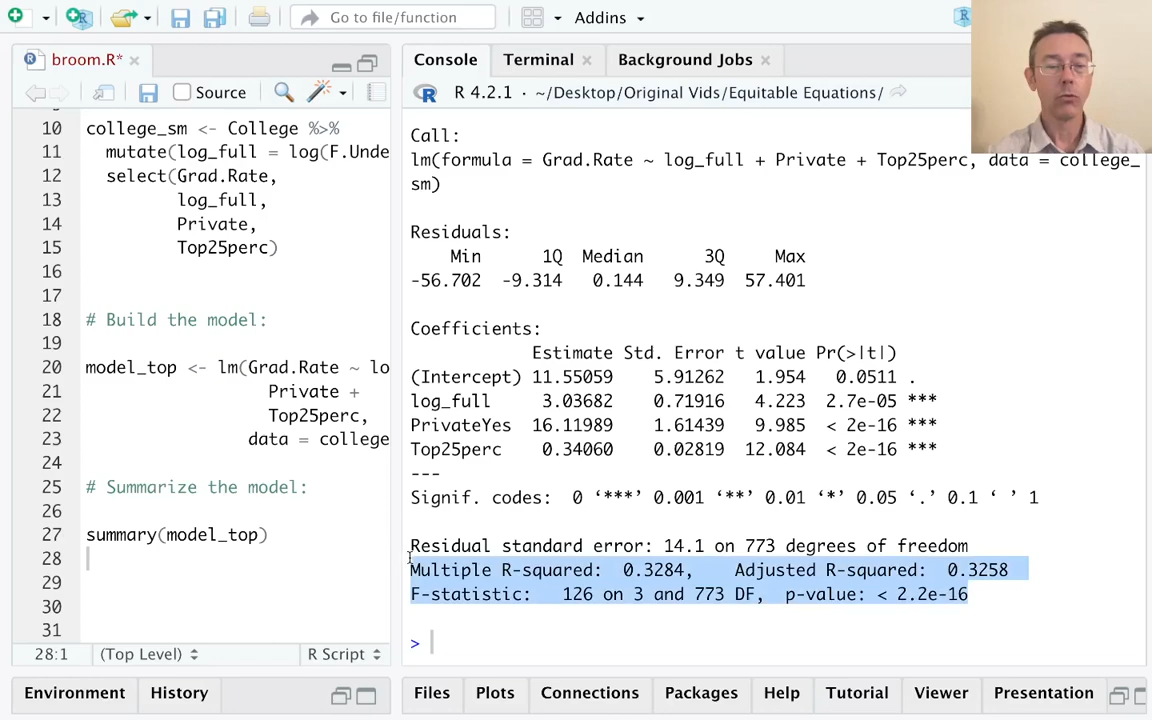 Go to file/function
Addins
broom.R*
Source
10 college_sm <- College %>%
11 mutate(log_full = log(F.Unde
12 select(Grad.Rate,
13 log_full,
14 Private,
15 Top25perc)
16
17
18 # Build the model:
19
20 model_top <- lm(Grad.Rate ~ lo
21 Private +
22 Top25perc,
23 data = college
24
25 # Summarize the model:
26
27 summary(model_top)
28
29
30
31
28:1 (Top Level) R Script
Environment History
Console Terminal Background Jobs
R 4.2.1 · ~/Desktop/Original Vids/Equitable Equations/
Call:
lm(formula = Grad.Rate ~ log_full + Private + Top25perc, data = college_
sm)
Residuals:
Min 1Q Median 3Q Max
-56.702 -9.314 0.144 9.349 57.401
Coefficients:
Estimate Std. Error t value Pr(>|t|)
(Intercept) 11.55059 5.91262 1.954 0.0511 .
log_full 3.03682 0.71916 4.223 2.7e-05 ***
PrivateYes 16.11989 1.61439 9.985 < 2e-16 ***
Top25perc 0.34060 0.02819 12.084 < 2e-16 ***
---
Signif. codes: 0 ‘***’ 0.001 ‘**’ 0.01 ‘*’ 0.05 ‘.’ 0.1 ‘ ’ 1
Residual standard error: 14.1 on 773 degrees of freedom
Multiple R-squared: 0.3284, Adjusted R-squared: 0.3258
F-statistic: 126 on 3 and 773 DF, p-value: < 2.2e-16
>
Files Plots Connections Packages Help Tutorial Viewer Presentation